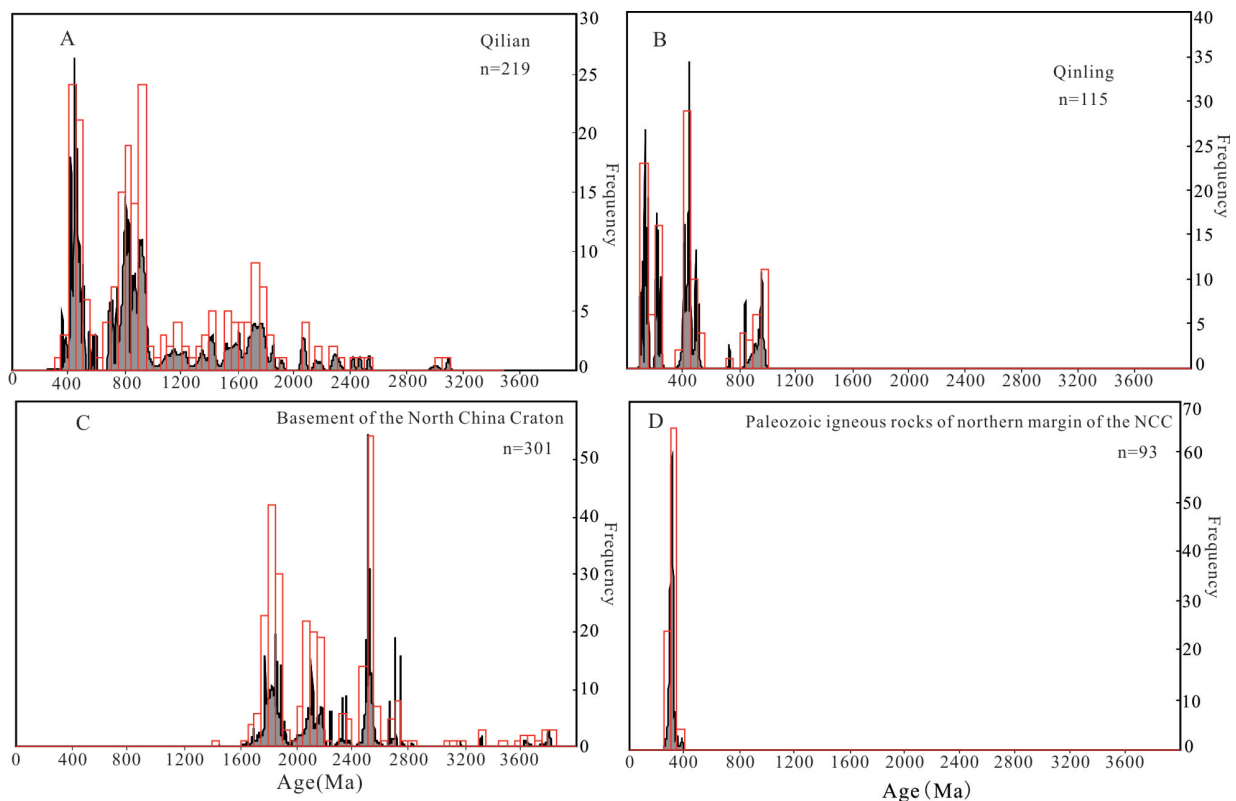 A
Qilian
n=219
30
25
20
15
10
5
0
Frequency
0 400 800 1200 1600 2000 2400 2800 3200 3600
B
Qinling
n=115
40
35
30
25
20
15
10
5
0
Frequency
400 800 1200 1600 2000 2400 2800 3200 3600
C
Basement of the North China Craton
n=301
50
40
30
20
10
0
Frequency
0 400 800 1200 1600 2000 2400 2800 3200 3600
Age(Ma)
D
Paleozoic igneous rocks of northern margin of the NCC
n=93
70
60
50
40
30
20
10
0
Frequency
0 400 800 1200 1600 2000 2400 2800 3200 3600
Age(Ma)